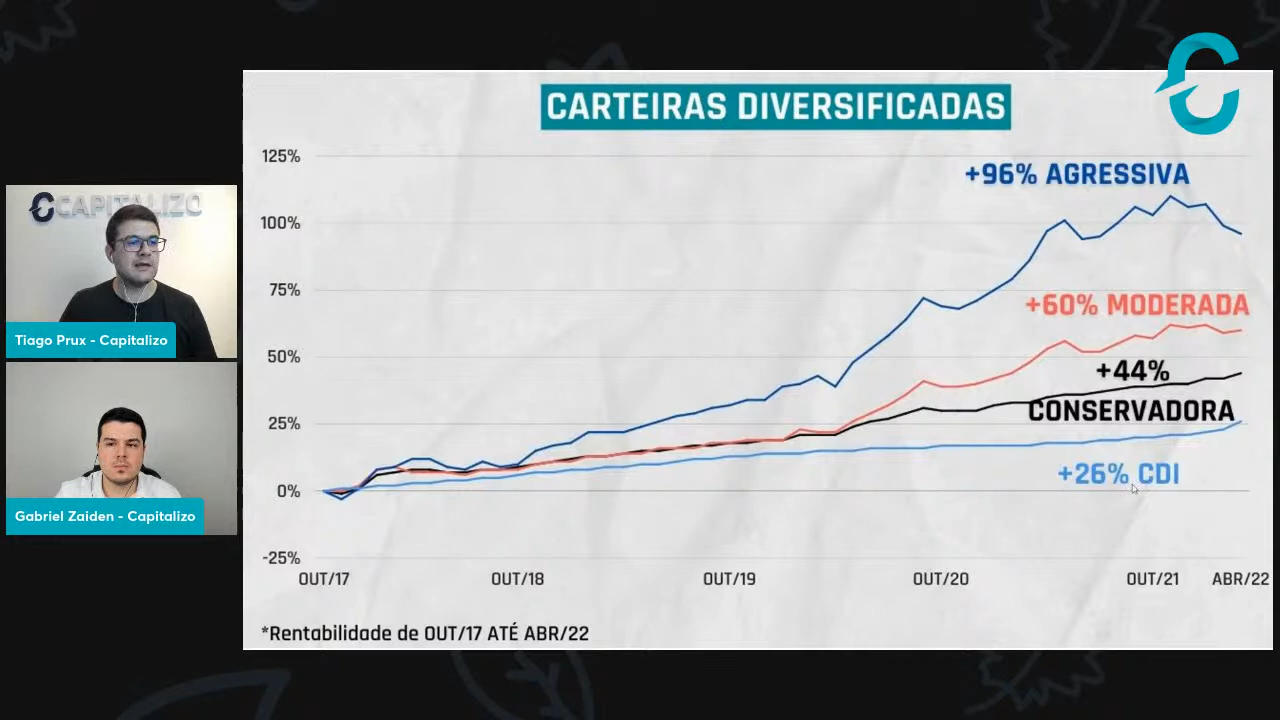 CAPITALIZO
Tiago Prux - Capitalizo
Gabriel Zaiden - Capitalizo
CARTEIRAS DIVERSIFICADAS
125%
100%
75%
50%
25%
0%
-25%
+96% AGRESSIVA
+60% MODERADA
+44%
CONSERVADORA
+26% CDI
OUT/17 OUT/18 OUT/19 OUT/20 OUT/21 ABR/22
*Rentabilidade de OUT/17 ATÉ ABR/22